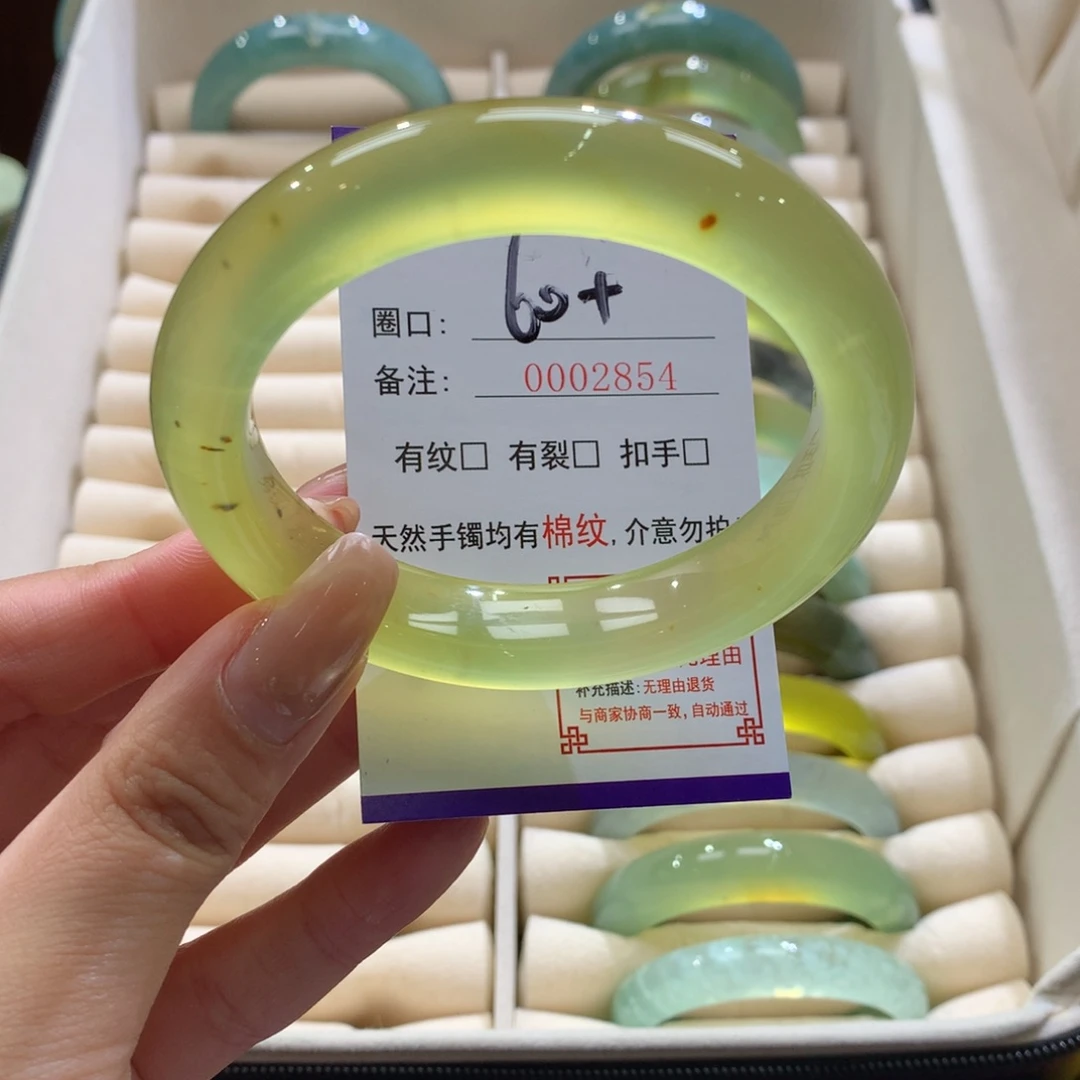 圈口: 60+
备注: 0002854
有纹□ 有裂□ 扣手□
天然手镯均有棉纹,介意勿拍
理由
补充描述:无理由退货
与商家协商一致,自动通过